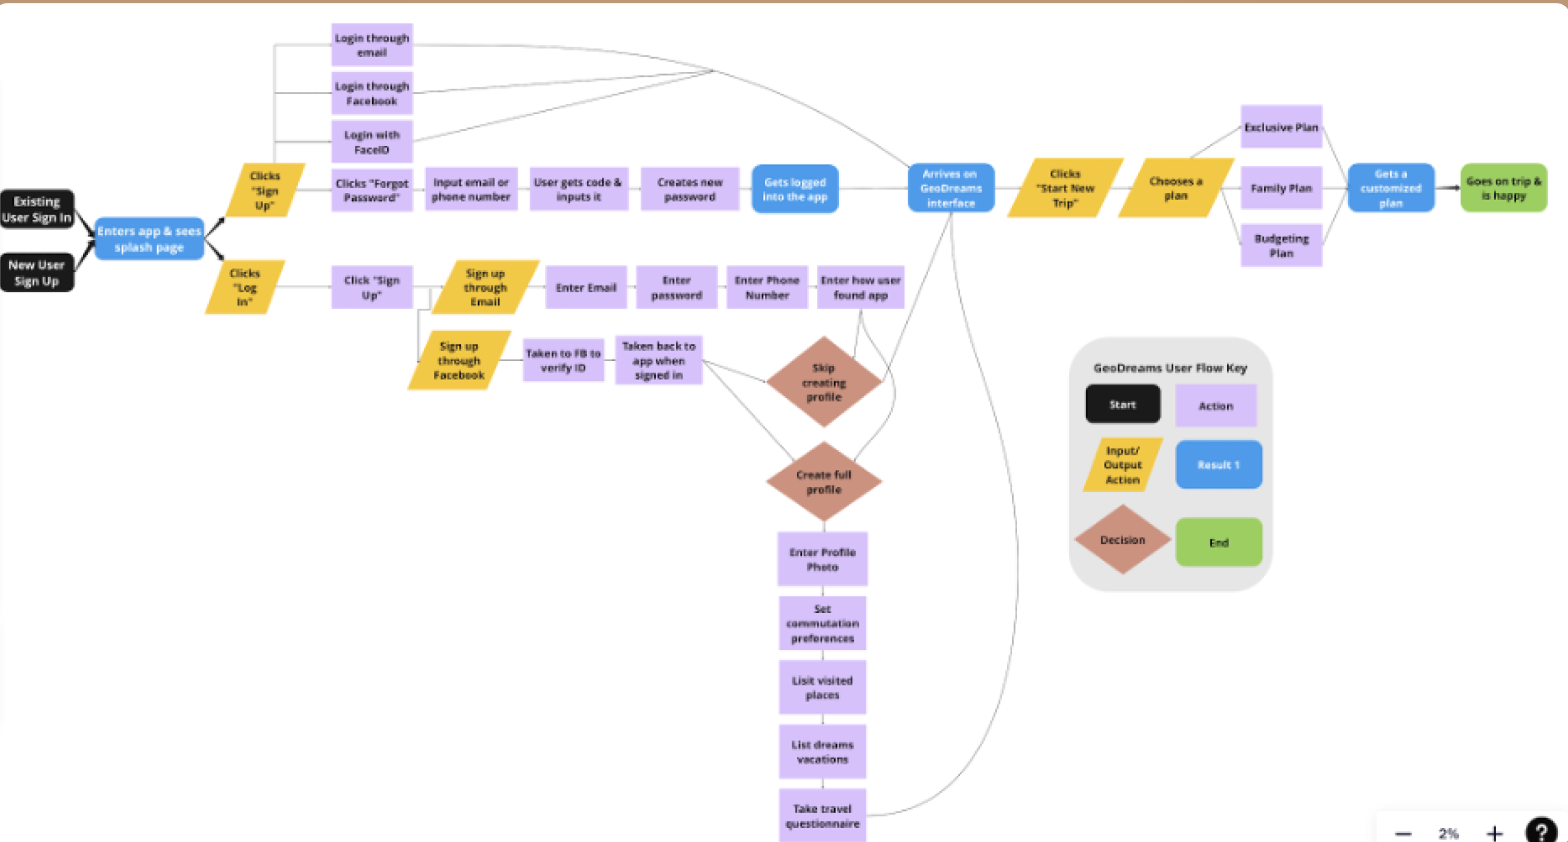 Login through
email
Login through
Facebook
Login with
FaceID
Exclusive Plan
Existing
User Sign In
New User
Sign Up
Enters app & sees
splash page
Clicks
"Sign
Up"
Clicks "Forgot
Password"
Input email or
phone number
User gets code &
inputs it
Creates new
password
Gets logged
into the app
Arrives on
GeoDreams
interface
Clicks
"Start New
Trip"
Chooses a
plan
Family Plan
Budgeting
Plan
Gets a
customized
plan
Goes on trip &
is happy
Clicks
"Log
In"
Click "Sign
Up"
Sign up
through
Email
Enter Email
Enter
password
Enter Phone
Number
Enter how user
found app
Sign up
through
Facebook
Taken to FB to
verify ID
Taken back to
app when
signed in
Skip
creating
profile
Create full
profile
Enter Profile
Photo
Set
commutation
preferences
Lisit visited
places
List dreams
vacations
Take travel
questionnaire
GeoDreams User Flow Key
Start
Action
Input/
Output
Action
Result 1
Decision
End
2%
?